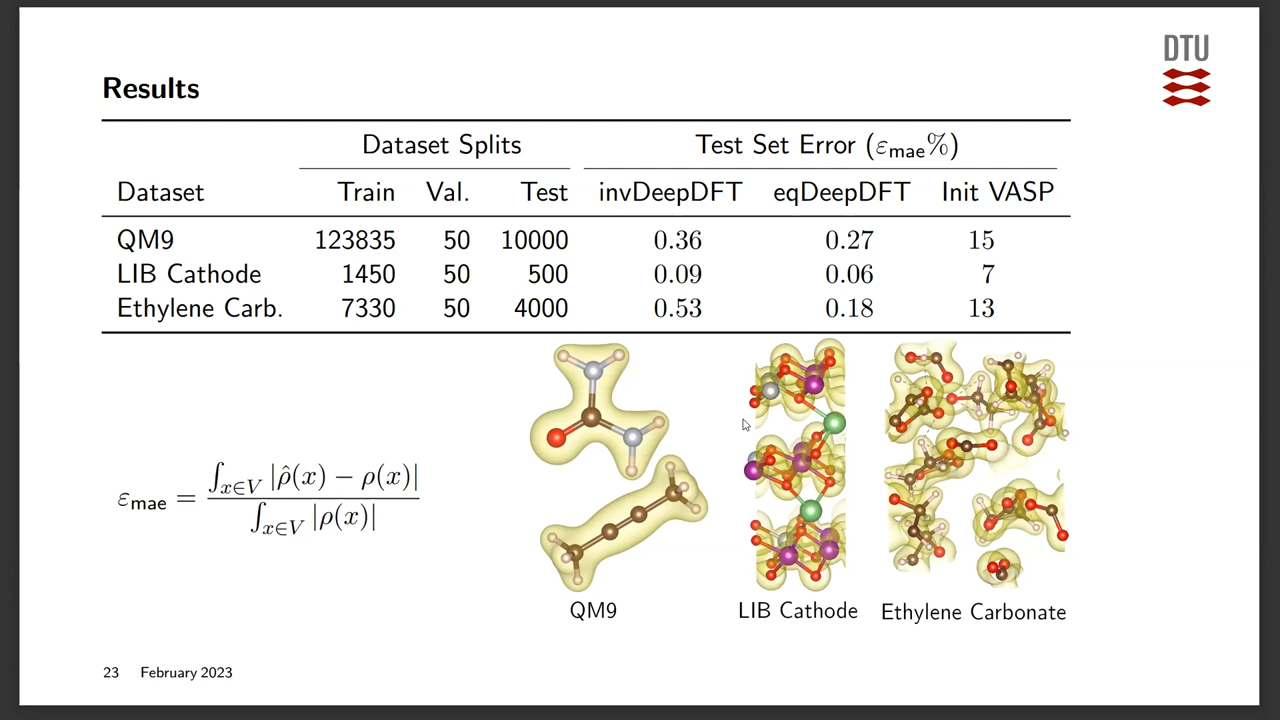 DTU
Results
Dataset Splits Test Set Error (ε_mae%)
Dataset Train Val. Test invDeepDFT eqDeepDFT Init VASP
QM9 123835 50 10000 0.36 0.27 15
LIB Cathode 1450 50 500 0.09 0.06 7
Ethylene Carb. 7330 50 4000 0.53 0.18 13
ε_mae = ∫_{x∈V} |ρ̂(x) − ρ(x)| / ∫_{x∈V} |ρ(x)|
QM9 LIB Cathode Ethylene Carbonate
23 February 2023